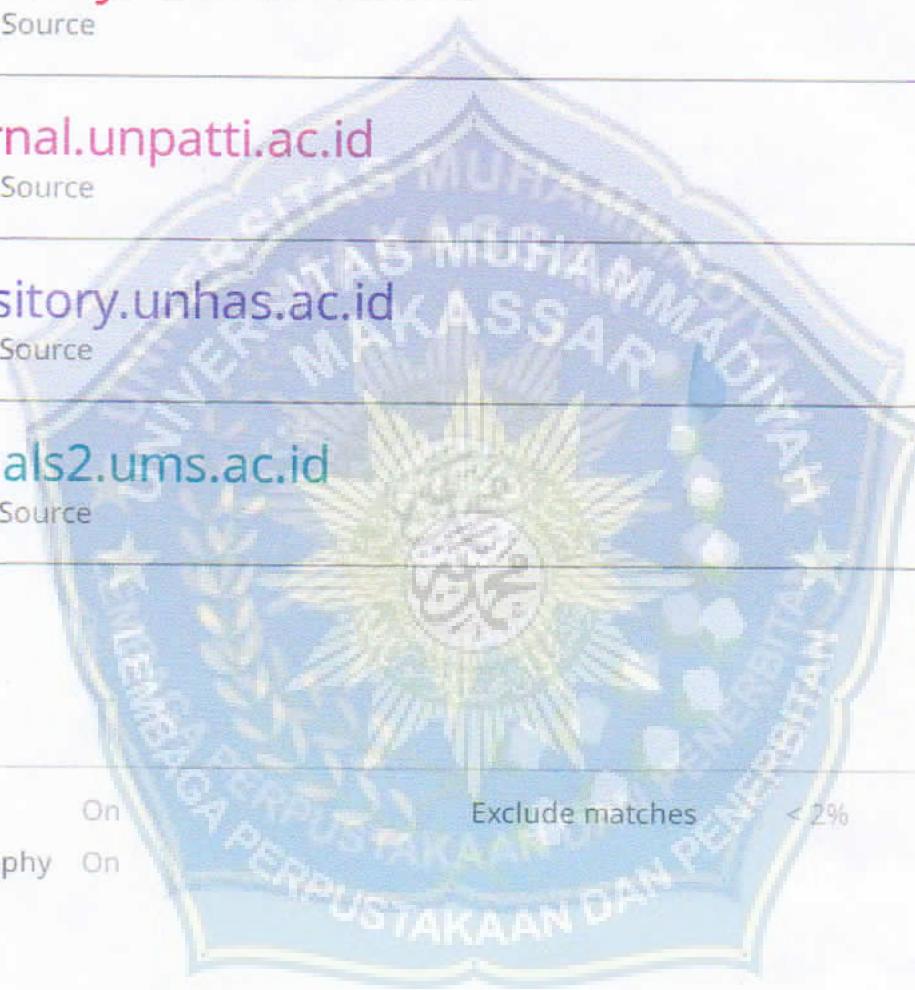 Source
rnal.unpatti.ac.id
Source
sitory.unhas.ac.id
Source
als2.ums.ac.id
Source
On
Exclude matches
< 2%
phy
On
UNIVERSITAS MUHAMMADIYAH
MAKASSAR
LEMBAGA PERPUSTAKAAN DAN PENERBITAN